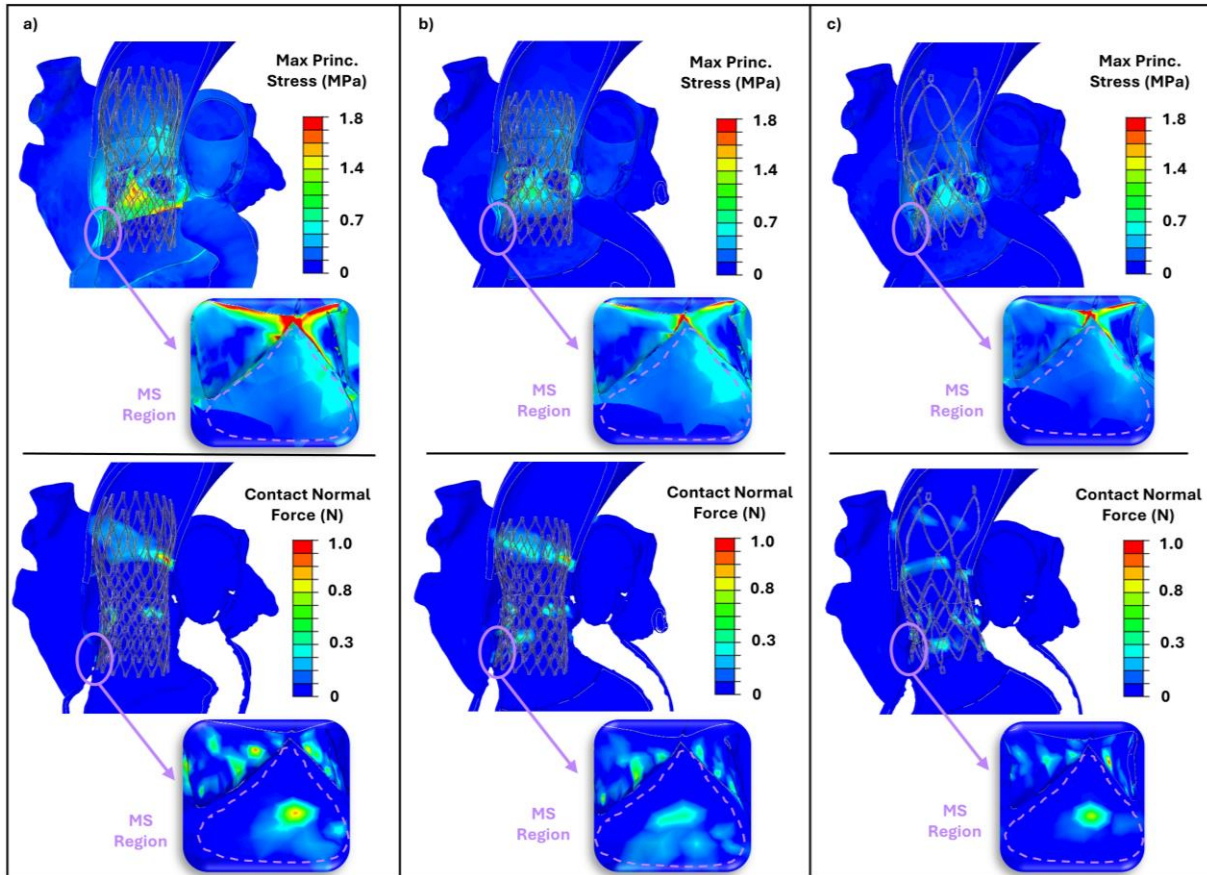 a)
Max Princ.
Stress (MPa)
1.8
1.4
0.7
0
MS
Region
Contact Normal
Force (N)
1.0
0.8
0.3
0
MS
Region
b)
Max Princ.
Stress (MPa)
1.8
1.4
0.7
0
MS
Region
Contact Normal
Force (N)
1.0
0.8
0.3
0
MS
Region
c)
Max Princ.
Stress (MPa)
1.8
1.4
0.7
0
MS
Region
Contact Normal
Force (N)
1.0
0.8
0.3
0
MS
Region